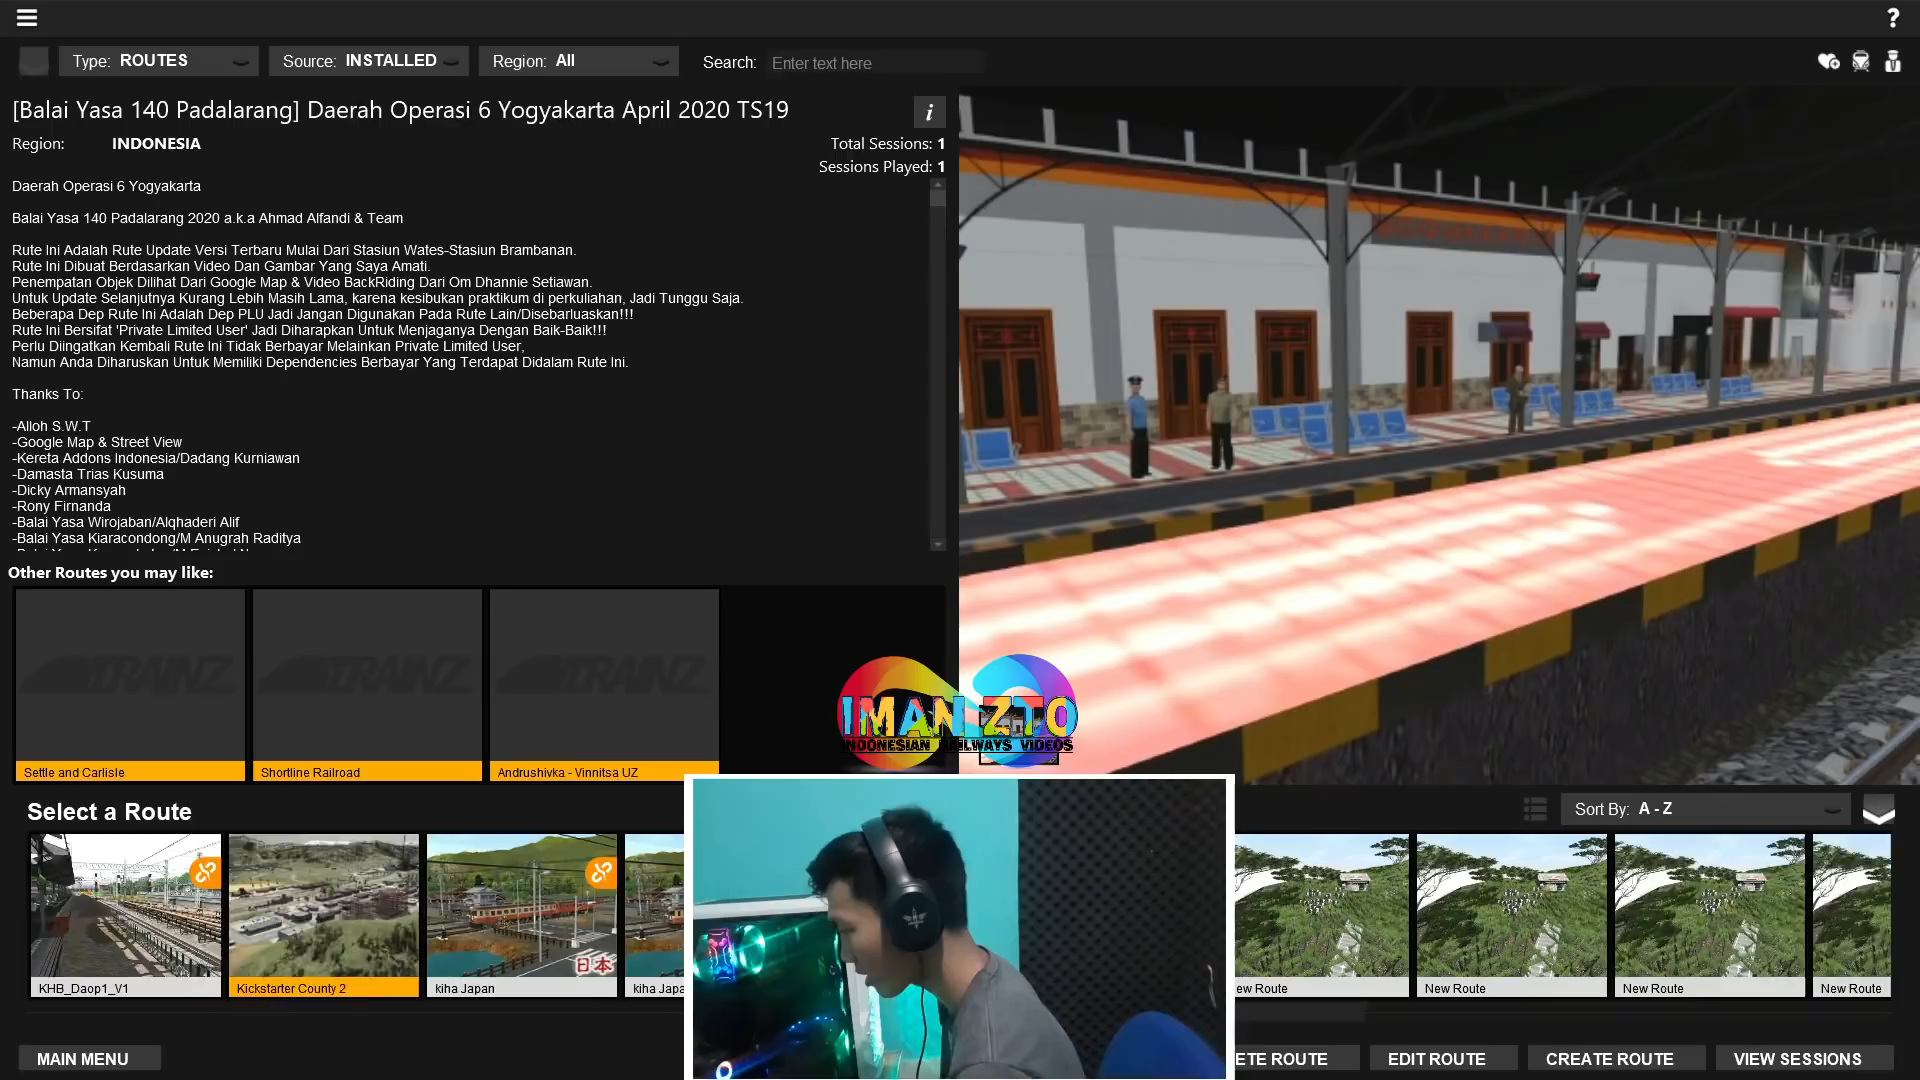 ?
Type: ROUTES
Source: INSTALLED
Region: All
Search: Enter text here
[Balai Yasa 140 Padalarang] Daerah Operasi 6 Yogyakarta April 2020 TS19
i
Region: INDONESIA
Total Sessions: 1
Sessions Played: 1
Daerah Operasi 6 Yogyakarta
Balai Yasa 140 Padalarang 2020 a.k.a Ahmad Alfandi & Team
Rute Ini Adalah Rute Update Versi Terbaru Mulai Dari Stasiun Wates-Stasiun Brambanan.
Rute Ini Dibuat Berdasarkan Video Dan Gambar Yang Saya Amati.
Penempatan Objek Dilihat Dari Google Map & Video BackRiding Dari Om Dhannie Setiawan.
Untuk Update Selanjutnya Kurang Lebih Masih Lama, karena kesibukan praktikum di perkuliahan, Jadi Tunggu Saja.
Beberapa Dep Rute Ini Adalah Dep PLU Jadi Jangan Digunakan Pada Rute Lain/Disebarluaskan!!!
Rute Ini Bersifat 'Private Limited User' Jadi Diharapkan Untuk Menjaganya Dengan Baik-Baik!!!
Perlu Diingatkan Kembali Rute Ini Tidak Berbayar Melainkan Private Limited User,
Namun Anda Diharuskan Untuk Memiliki Dependencies Berbayar Yang Terdapat Didalam Rute Ini.
Thanks To:
-Alloh S.W.T
-Google Map & Street View
-Kereta Addons Indonesia/Dadang Kurniawan
-Damasta Trias Kusuma
-Dicky Armansyah
-Rony Firnanda
-Balai Yasa Wirojaban/Alqhaderi Alif
-Balai Yasa Kiaracondong/M Anugrah Raditya
Other Routes you may like:
TRAINZ
TRAINZ
TRAINZ
Settle and Carlisle
Shortline Railroad
Andrushivka - Vinnitsa UZ
IMAN ZTO
INDONESIAN RAILWAYS VIDEOS
Select a Route
Sort By: A - Z
日本
KHB_Daop1_V1
Kickstarter County 2
kiha Japan
kiha Japa
ew Route
New Route
New Route
New Route
MAIN MENU
ETE ROUTE
EDIT ROUTE
CREATE ROUTE
VIEW SESSIONS